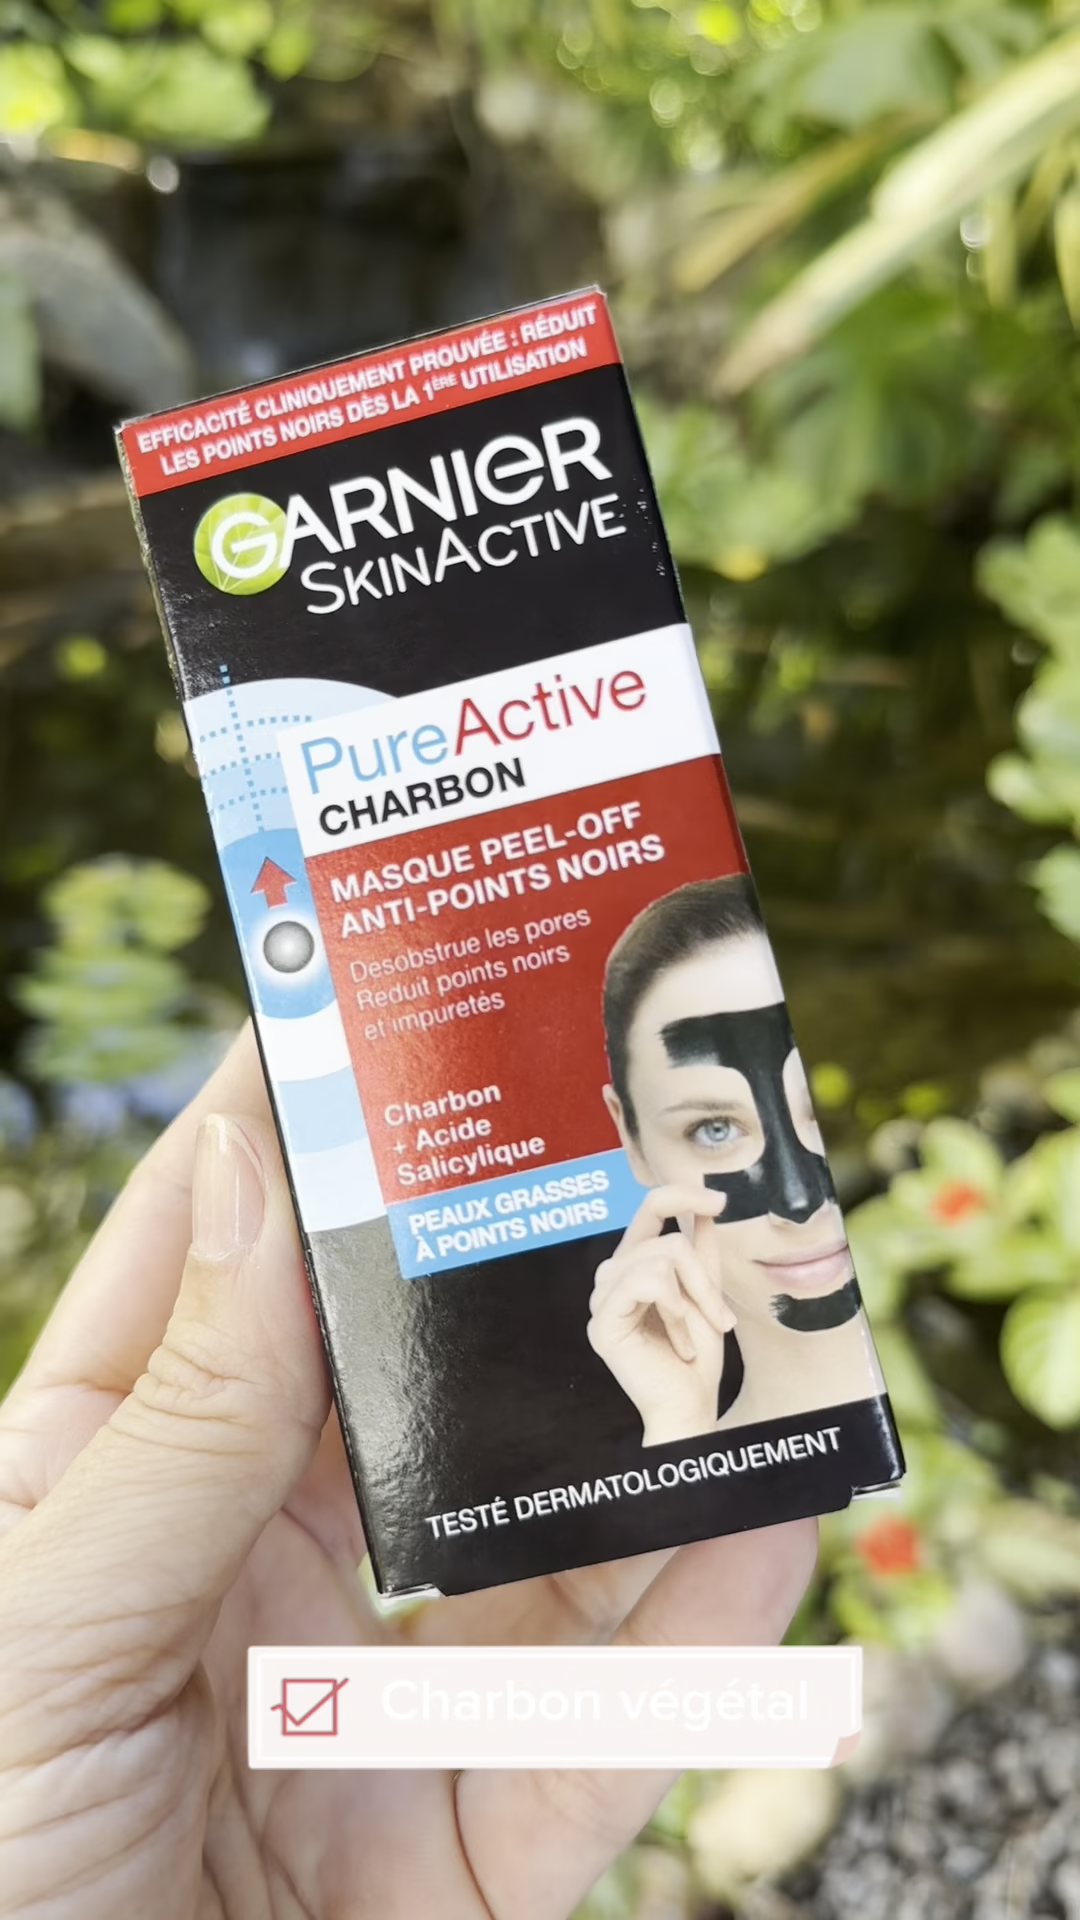 EFFICACITÉ CLINIQUEMENT PROUVÉE : RÉDUIT
LES POINTS NOIRS DÈS LA 1ÈRE UTILISATION
GARNIER
SKINACTIVE
PureActive
CHARBON
MASQUE PEEL-OFF
ANTI-POINTS NOIRS
Desobstrue les pores
Reduit points noirs
et impuretés
Charbon
+ Acide
Salicylique
PEAUX GRASSES
À POINTS NOIRS
TESTÉ DERMATOLOGIQUEMENT
Charbon végétal